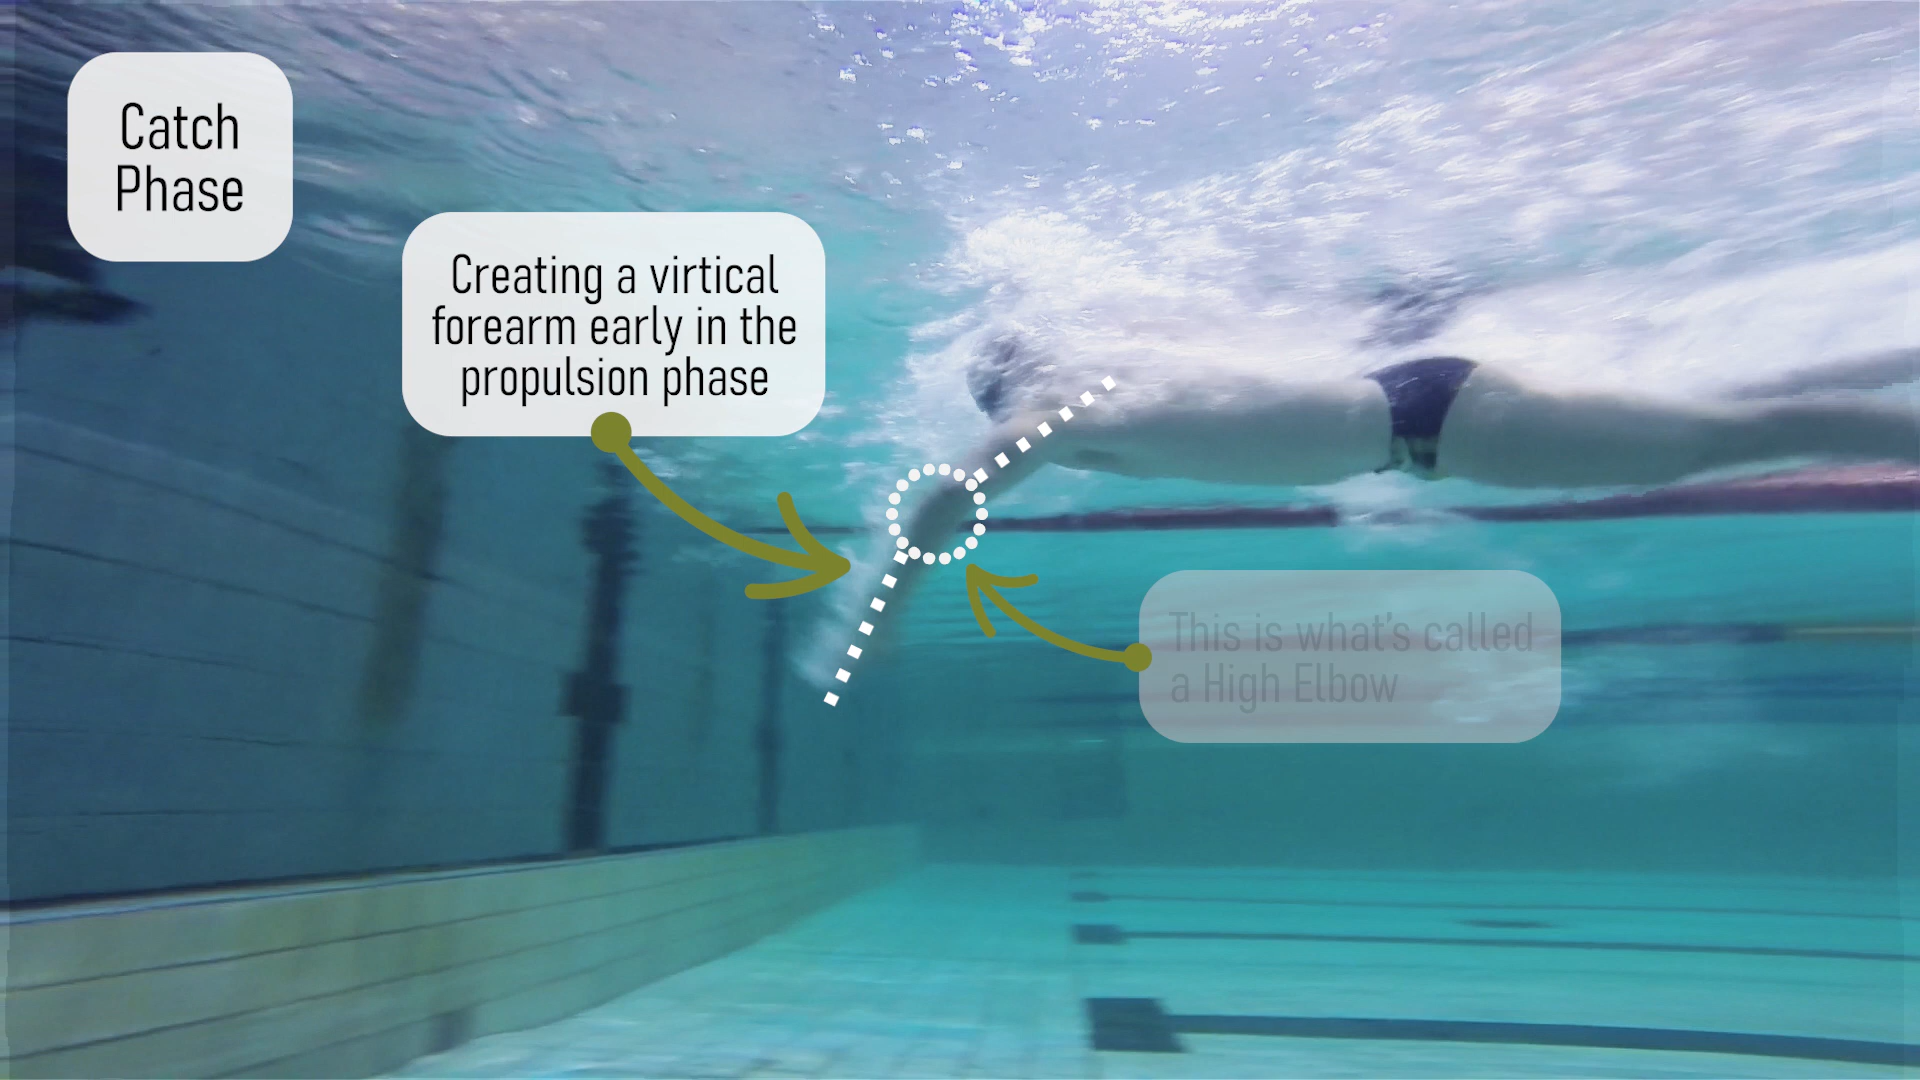 Catch
Phase
Creating a virtical
forearm early in the
propulsion phase
This is what's called
a High Elbow